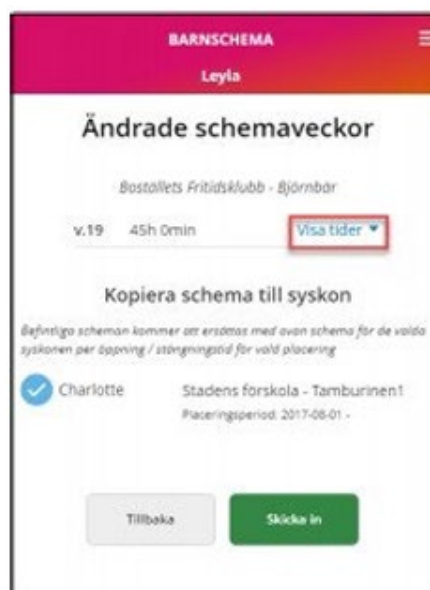 BARNSCHEMA
Leyla
Ändrade schemaveckor
Boställets Fritidsklubb - Björnbär
v.19 45h 0min Visa tider
Kopiera schema till syskon
Befintliga scheman kommer att ersättas med ovan schema för de valda
syskonen per öppning / stängningstid för vald placering
Charlotte Stadens förskola - Tamburinen1
Placeringsperiod: 2017-08-01 -
Tillbaka Skicka in